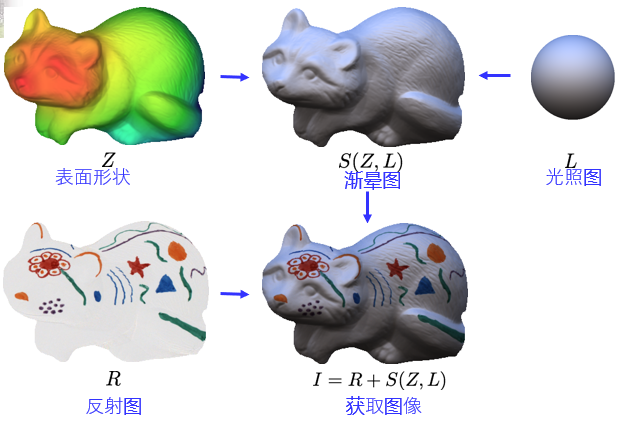 Z
表面形状
S(Z, L)
渐晕图
L
光照图
R
反射图
I = R + S(Z, L)
获取图像